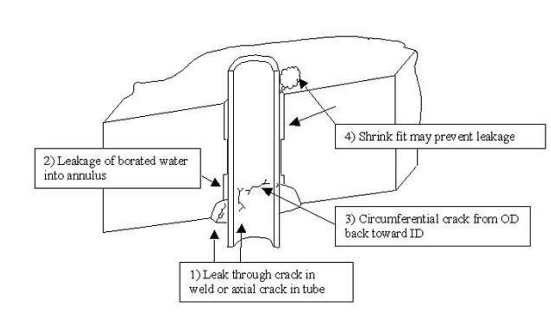 4) Shrink fit may prevent leakage
2) Leakage of borated water
into annulus
3) Circumferential crack from OD
back toward ID
1) Leak through crack in
weld or axial crack in tube